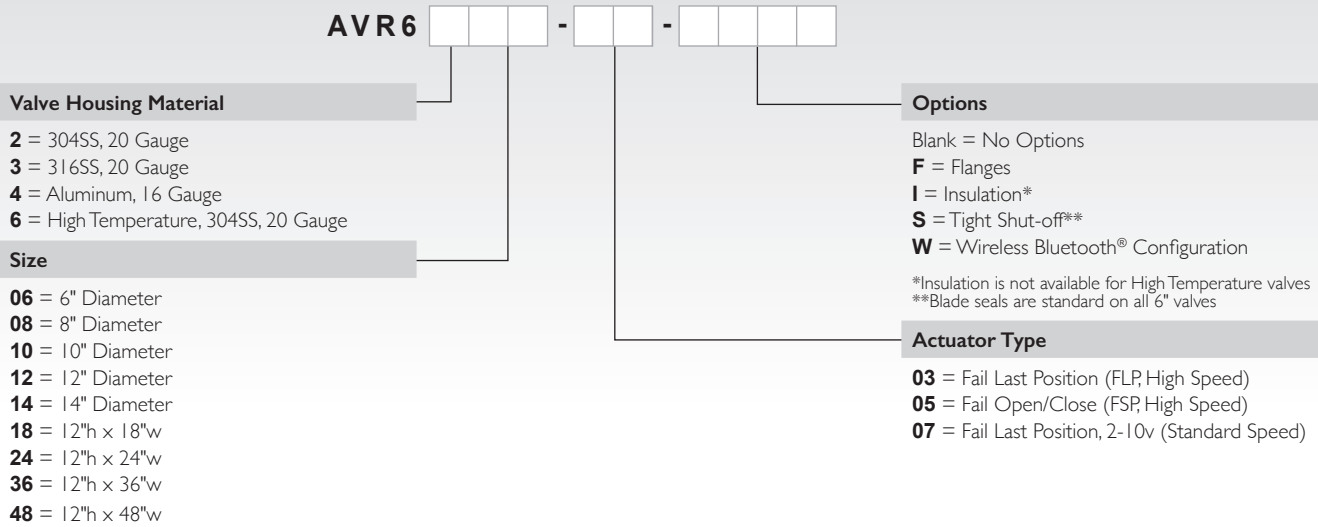 AVR6 - -
Valve Housing Material
2 = 304SS, 20 Gauge
3 = 316SS, 20 Gauge
4 = Aluminum, 16 Gauge
6 = High Temperature, 304SS, 20 Gauge
Size
06 = 6" Diameter
08 = 8" Diameter
10 = 10" Diameter
12 = 12" Diameter
14 = 14" Diameter
18 = 12"h x 18"w
24 = 12"h x 24"w
36 = 12"h x 36"w
48 = 12"h x 48"w
Options
Blank = No Options
F = Flanges
I = Insulation*
S = Tight Shut-off**
W = Wireless Bluetooth® Configuration
*Insulation is not available for High Temperature valves
**Blade seals are standard on all 6" valves
Actuator Type
03 = Fail Last Position (FLP, High Speed)
05 = Fail Open/Close (FSP, High Speed)
07 = Fail Last Position, 2-10v (Standard Speed)